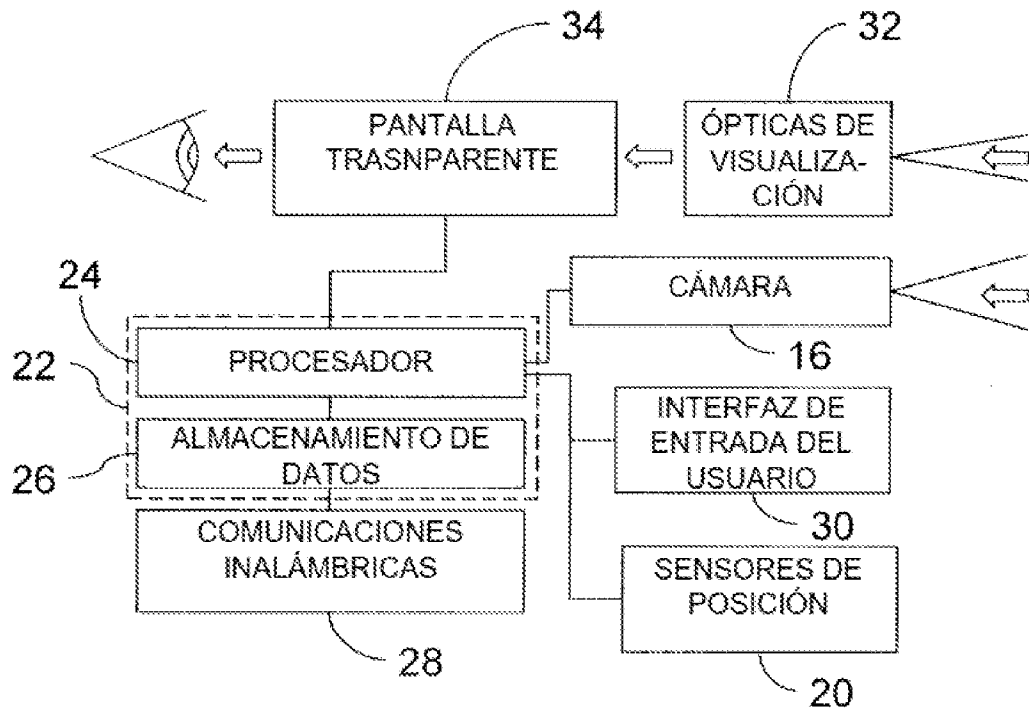 34
32
PANTALLA
TRASNPARENTE
ÓPTICAS DE
VISUALIZA-
CIÓN
24
CÁMARA
22
PROCESADOR
16
ALMACENAMIENTO DE
DATOS
26
INTERFAZ DE
ENTRADA DEL
USUARIO
30
COMUNICACIONES
INALÁMBRICAS
28
SENSORES DE
POSICIÓN
20